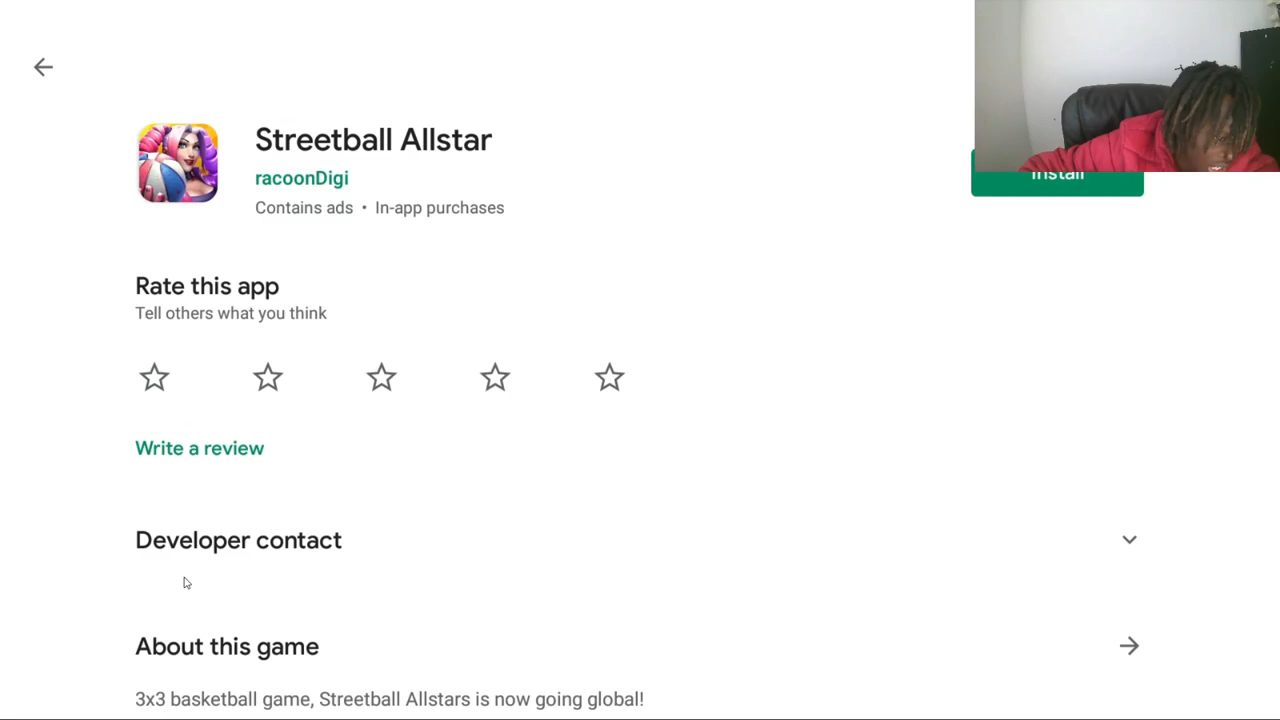 Streetball Allstar
racoonDigi
Contains ads • In-app purchases
Install
Rate this app
Tell others what you think
Write a review
Developer contact
About this game
3x3 basketball game, Streetball Allstars is now going global!